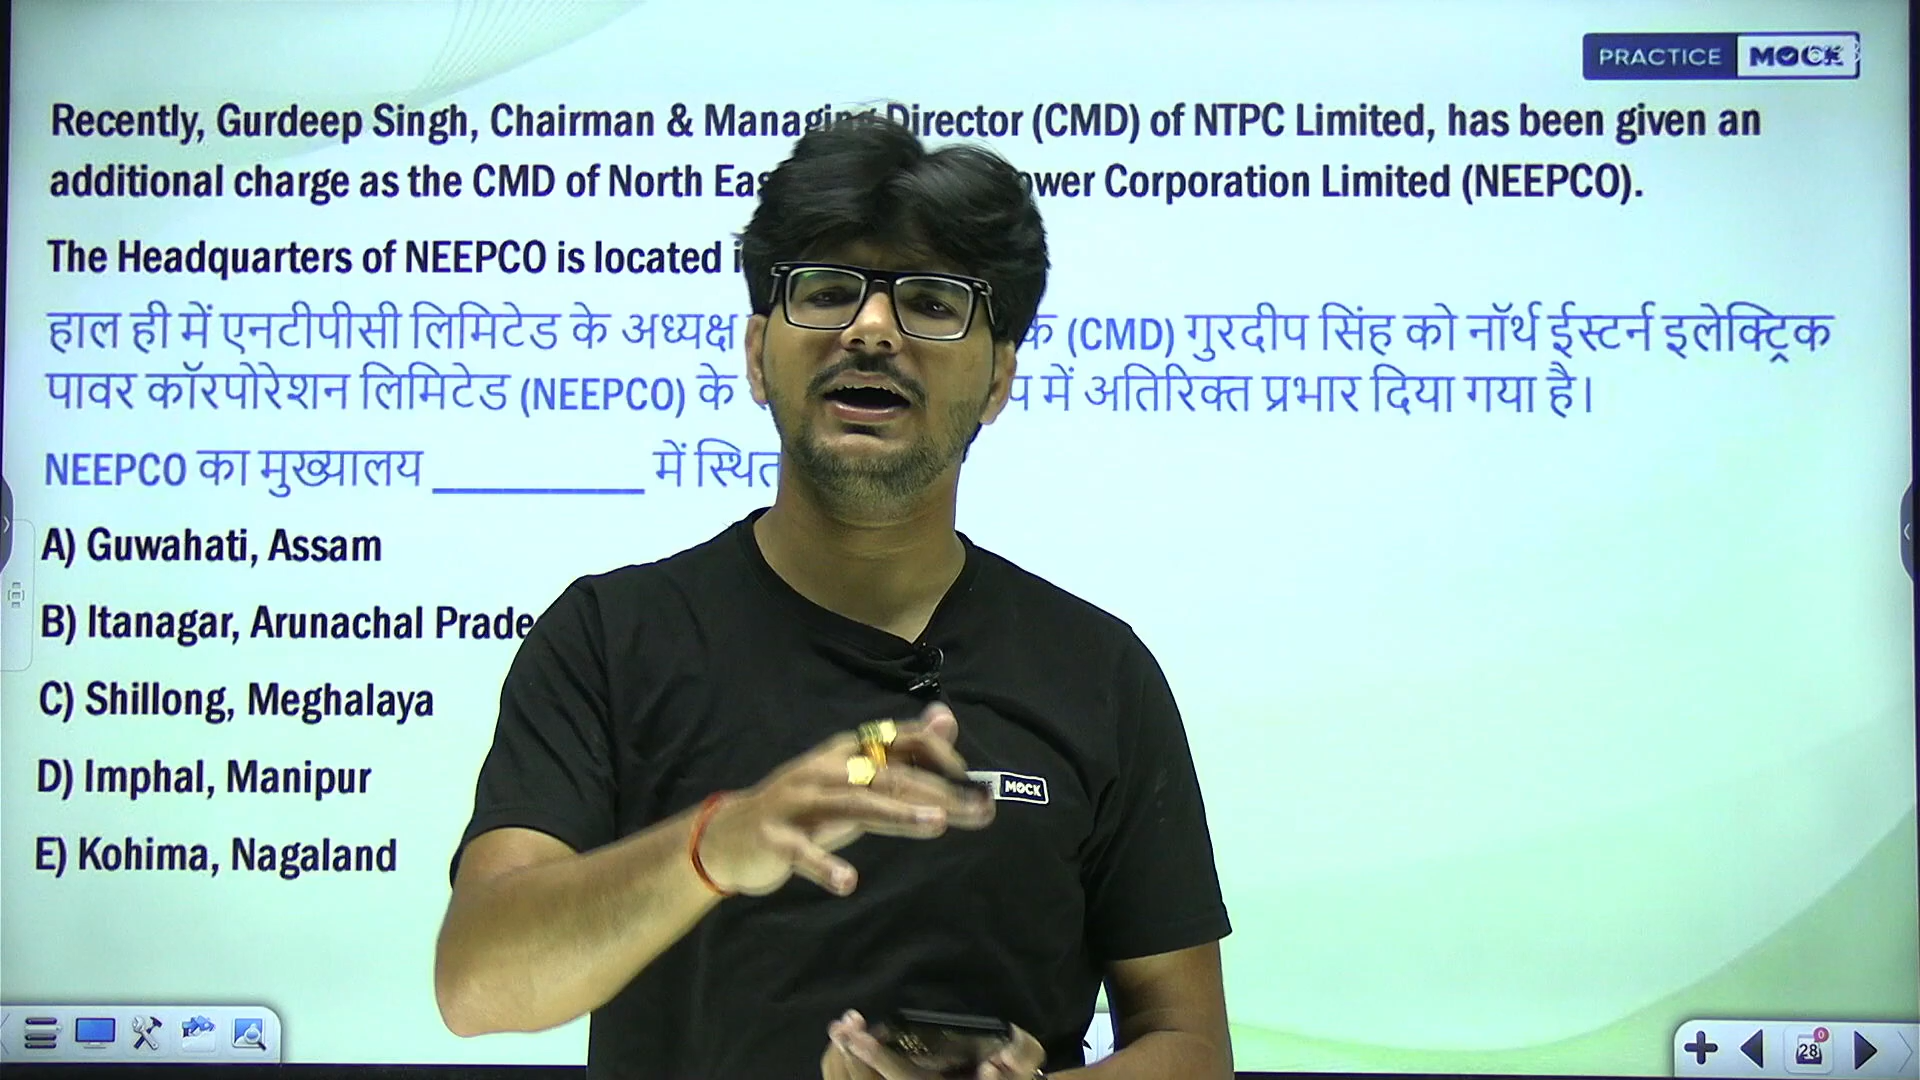 PRACTICE MOCK
Recently, Gurdeep Singh, Chairman & Managing Director (CMD) of NTPC Limited, has been given an
additional charge as the CMD of North Corporation Limited (NEEPCO).
The Headquarters of NEEPCO is located
हाल ही में एनटीपीसी लिमिटेड के अध्यक्ष (CMD) गुरदीप सिंह को नॉर्थ ईस्टर्न इलेक्ट्रिक
पावर कॉरपोरेशन लिमिटेड (NEEPCO) के में अतिरिक्त प्रभार दिया गया है।
NEEPCO का मुख्यालय __________ में स्थित
A) Guwahati, Assam
B) Itanagar, Arunachal
C) Shillong, Meghalaya
D) Imphal, Manipur
E) Kohima, Nagaland
MOCK
28
0